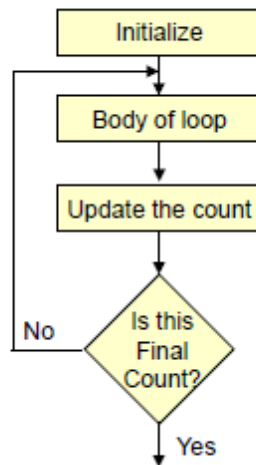 Initialize
Body of loop
Update the count
Is this
Final
Count?
No
Yes